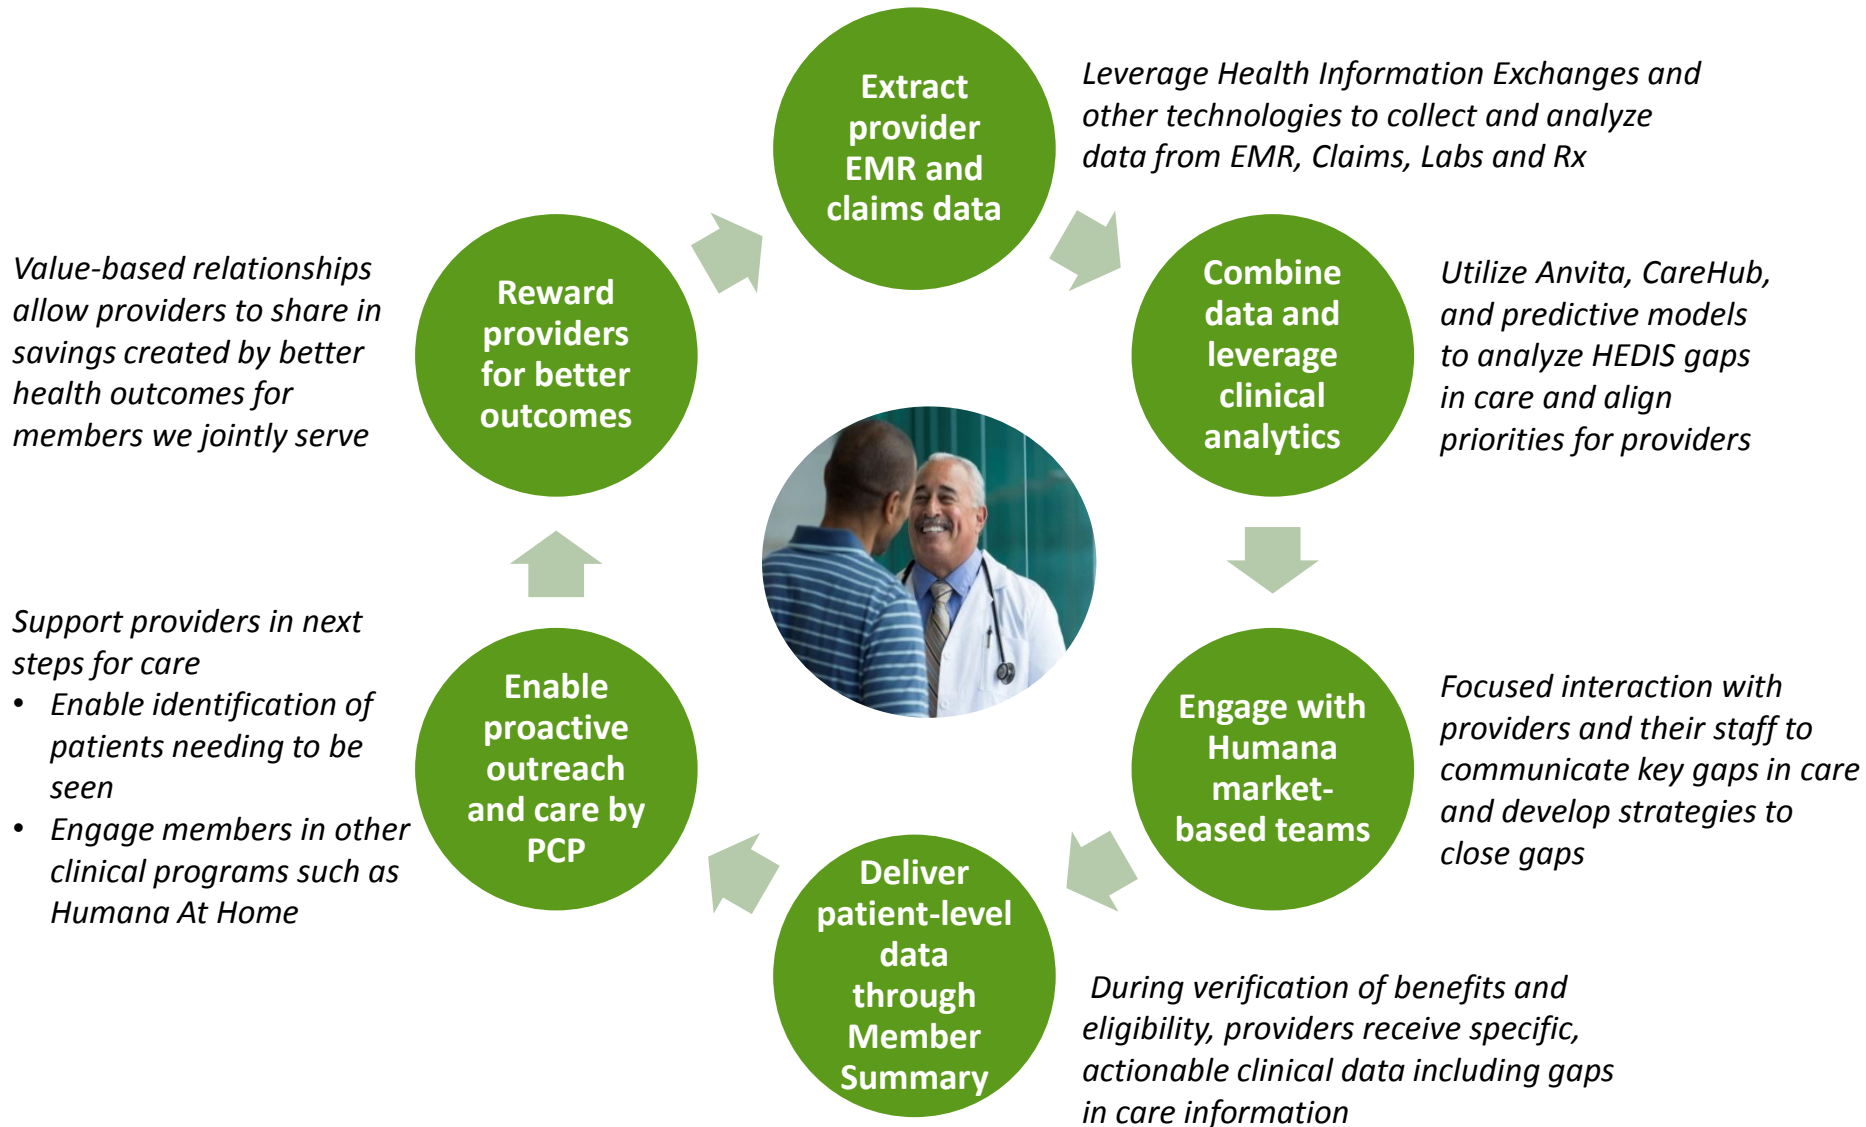 Extract
provider
EMR and
claims data
Leverage Health Information Exchanges and
other technologies to collect and analyze
data from EMR, Claims, Labs and Rx
Combine
data and
leverage
clinical
analytics
Utilize Anvita, CareHub,
and predictive models
to analyze HEDIS gaps
in care and align
priorities for providers
Engage with
Humana
market-
based teams
Focused interaction with
providers and their staff to
communicate key gaps in care
and develop strategies to
close gaps
Deliver
patient-level
data
through
Member
Summary
During verification of benefits and
eligibility, providers receive specific,
actionable clinical data including gaps
in care information
Enable
proactive
outreach
and care by
PCP
Support providers in next
steps for care
• Enable identification of
patients needing to be
seen
• Engage members in other
clinical programs such as
Humana At Home
Reward
providers
for better
outcomes
Value-based relationships
allow providers to share in
savings created by better
health outcomes for
members we jointly serve